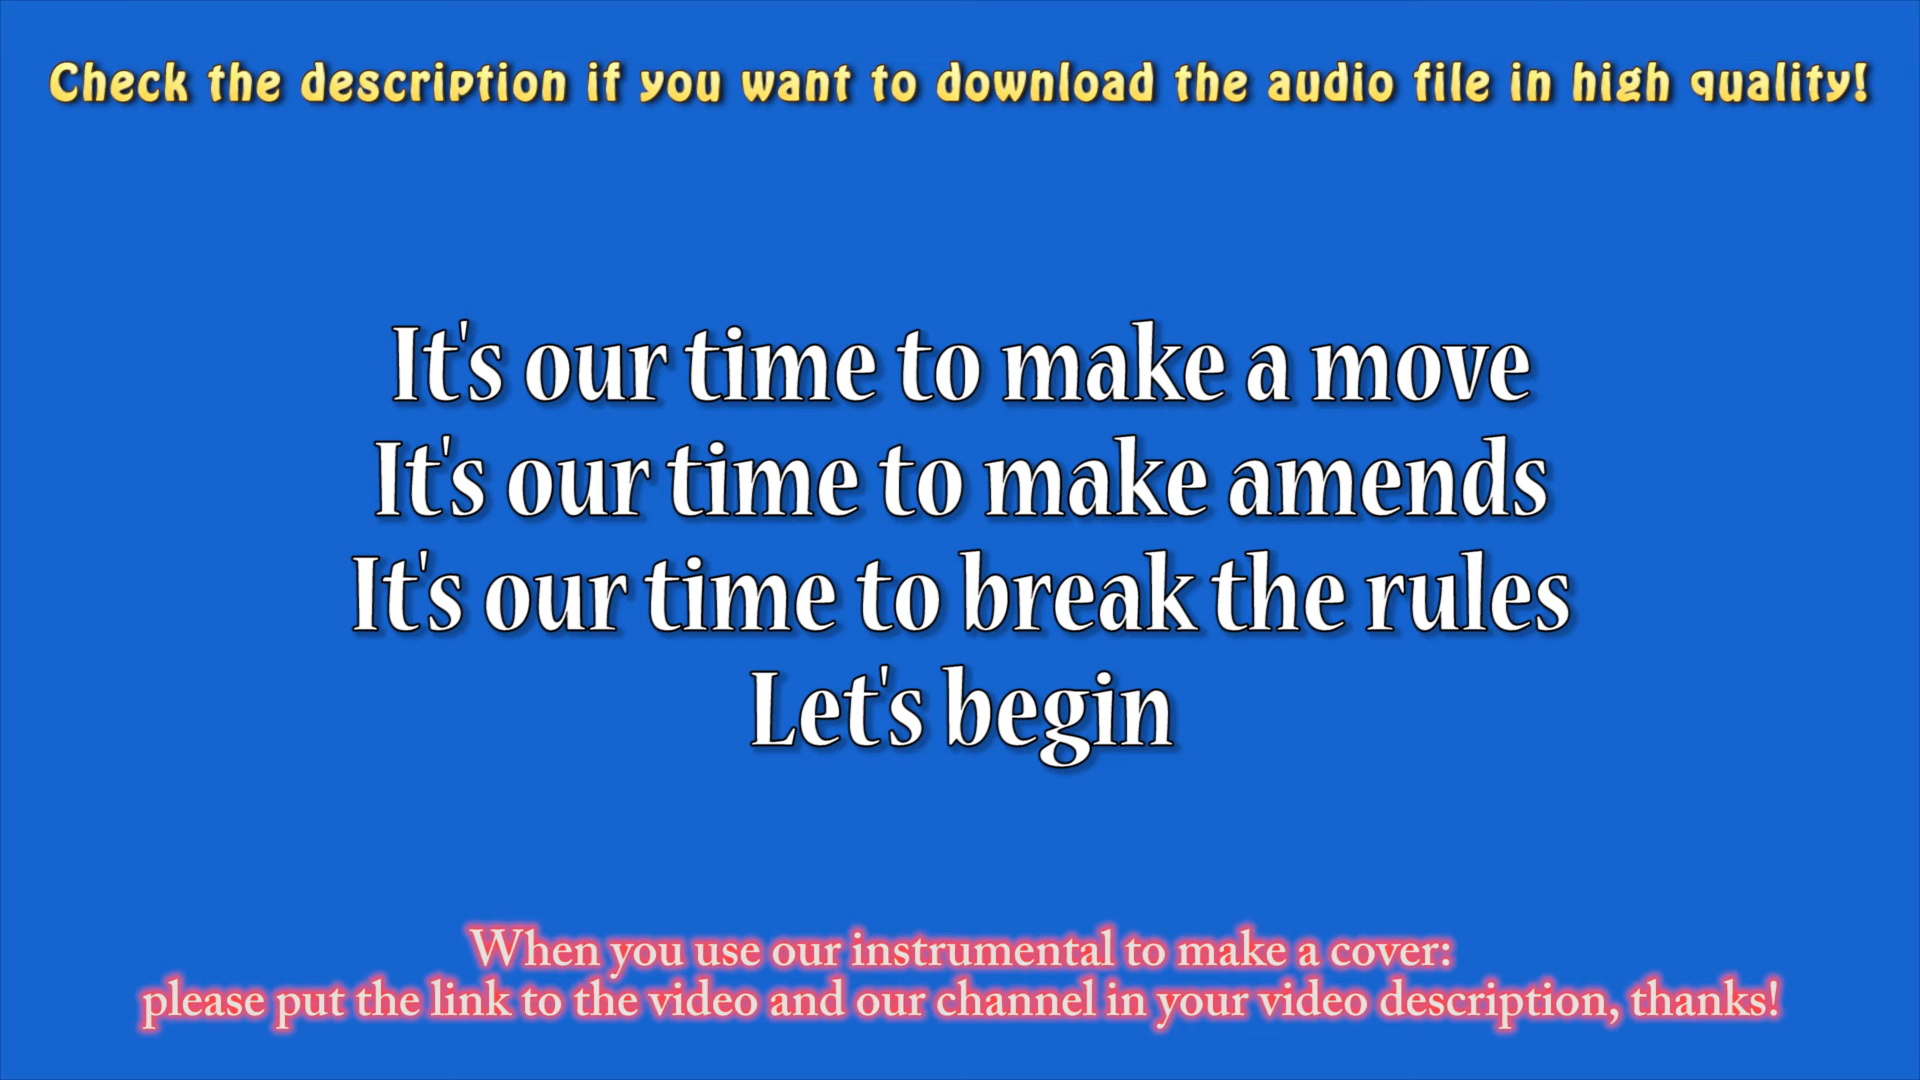 Check the description if you want to download the audio file in high quality!
It's our time to make a move
It's our time to make amends
It's our time to break the rules
Let's begin
When you use our instrumental to make a cover:
please put the link to the video and our channel in your video description, thanks!